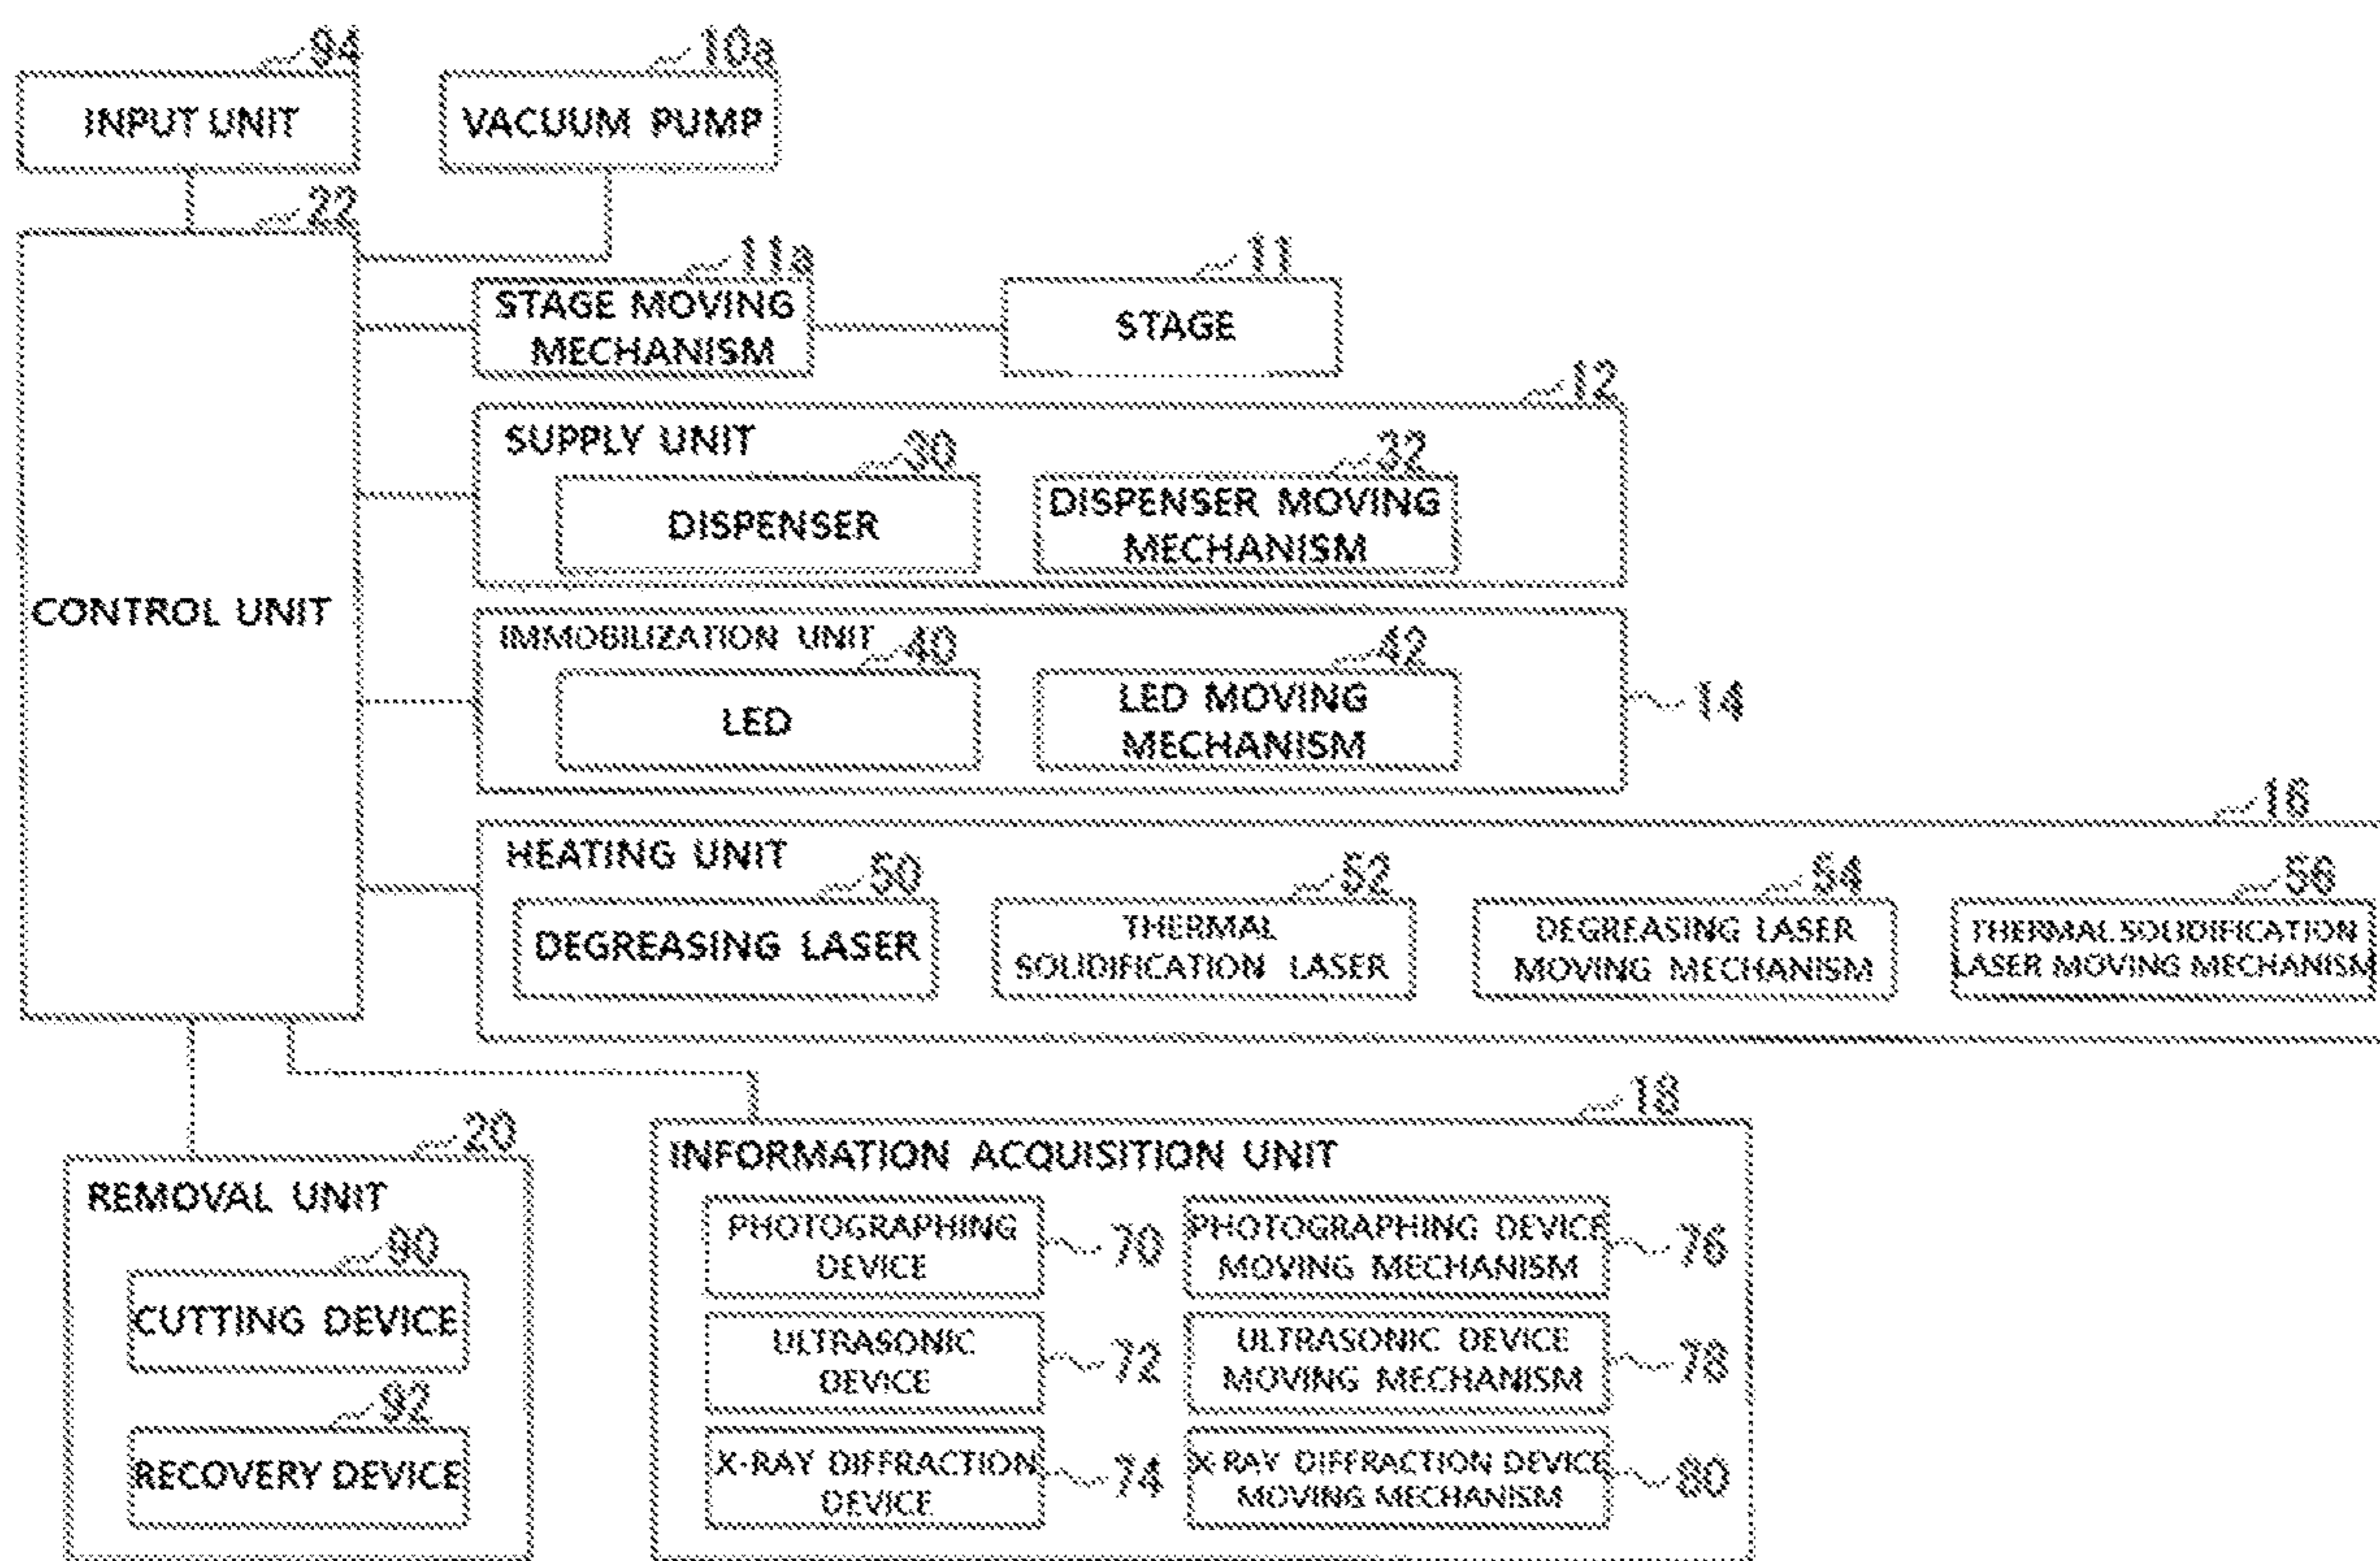 94
10a
INPUT UNIT
VACUUM PUMP
22
11a
11
STAGE MOVING
MECHANISM
STAGE
12
SUPPLY UNIT
30
32
DISPENSER
DISPENSER MOVING
MECHANISM
CONTROL UNIT
IMMOBILIZATION UNIT
40
42
LED
LED MOVING
MECHANISM
14
16
HEATING UNIT
50
52
54
56
DEGREASING LASER
THERMAL
SOLIDIFICATION LASER
DEGREASING LASER
MOVING MECHANISM
THERMAL SOLIDIFICATION
LASER MOVING MECHANISM
20
REMOVAL UNIT
90
CUTTING DEVICE
92
RECOVERY DEVICE
18
INFORMATION ACQUISITION UNIT
PHOTOGRAPHING
DEVICE
70
PHOTOGRAPHING DEVICE
MOVING MECHANISM
76
ULTRASONIC
DEVICE
72
ULTRASONIC DEVICE
MOVING MECHANISM
78
X-RAY DIFFRACTION
DEVICE
74
X-RAY DIFFRACTION DEVICE
MOVING MECHANISM
80